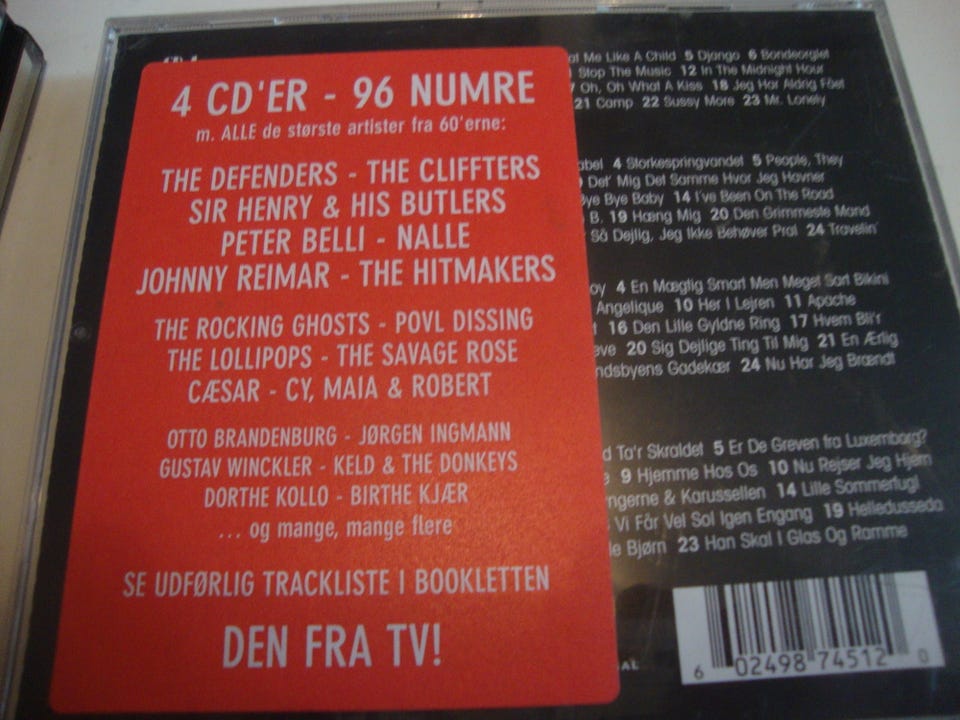 4 CD'ER - 96 NUMRE
m. ALLE de største artister fra 60'erne:
THE DEFENDERS - THE CLIFFTERS
SIR HENRY & HIS BUTLERS
PETER BELLI - NALLE
JOHNNY REIMAR - THE HITMAKERS
THE ROCKING GHOSTS - POVL DISSING
THE LOLLIPOPS - THE SAVAGE ROSE
CÆSAR - CY, MAIA & ROBERT
OTTO BRANDENBURG - JØRGEN INGMANN
GUSTAV WINCKLER - KELD & THE DONKEYS
DORTHE KOLLO - BIRTHE KJÆR
... og mange, mange flere
SE UDFØRLIG TRACKLISTE I BOOKLETTEN
DEN FRA TV!
Me Like A Child 5 Django 6 Bondeorglet
Stop The Music 12 In The Midnight Hour
Oh, Oh What A Kiss 18 Jeg Har Aldrig Fået
21 Camp 22 Sussy More 23 Mr. Lonely
4 Storkespringvandet 5 People, They
Det' Mig Det Samme Hvor Jeg Havner
Bye Bye Baby 14 I've Been On The Road
B. 19 Hæng Mig 20 Den Grimmeste Mand
Så Dejlig, Jeg Ikke Behøver Pral 24 Travelin'
4 En Mægtig Smart Men Meget Sart Bikini
Angelique 10 Her I Lejren 11 Apache
16 Den Lille Gyldne Ring 17 Hvem Bli'r
20 Sig Dejlige Ting Til Mig 21 En Ærlig
ndsbyens Gadekær 24 Nu Har Jeg Brændt
Ta'r Skraldet 5 Er De Greven fra Luxemborg?
9 Hjemme Hos Os 10 Nu Rejser Jeg Hjem
ngerne & Karussellen 14 Lille Sommerfugl
Vi Får Vel Sol Igen Engang 19 Helledusseda
Bjørn 23 Han Skal I Glas Og Ramme
6 02498 74512 0